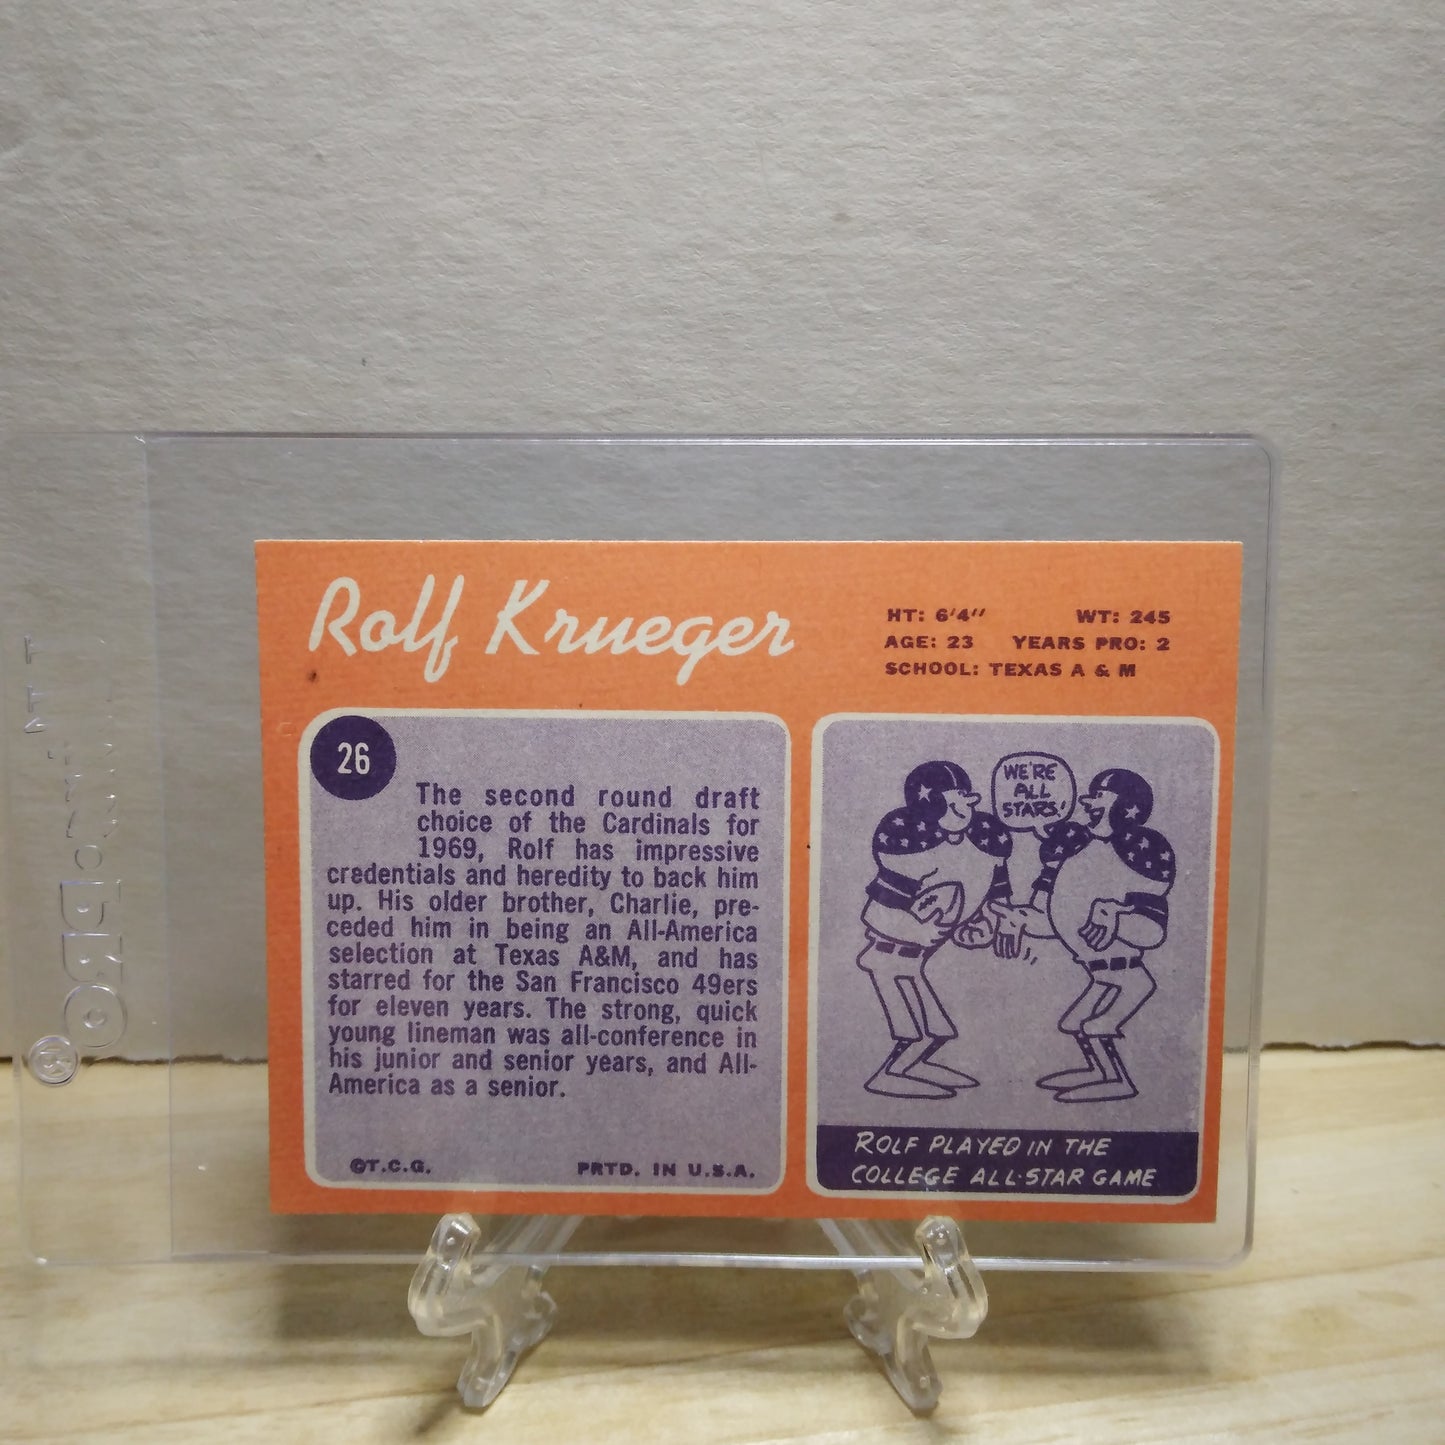 Rolf Krueger
HT: 6'4" WT: 245
AGE: 23 YEARS PRO: 2
SCHOOL: TEXAS A & M
26
The second round draft
choice of the Cardinals for
1969, Rolf has impressive
credentials and heredity to back him
up. His older brother, Charlie, pre-
ceded him in being an All-America
selection at Texas A&M, and has
starred for the San Francisco 49ers
for eleven years. The strong, quick
young lineman was all-conference in
his junior and senior years, and All-
America as a senior.
©T.C.G. PRTD. IN U.S.A.
WE'RE
ALL
STARS!
ROLF PLAYED IN THE
COLLEGE ALL-STAR GAME